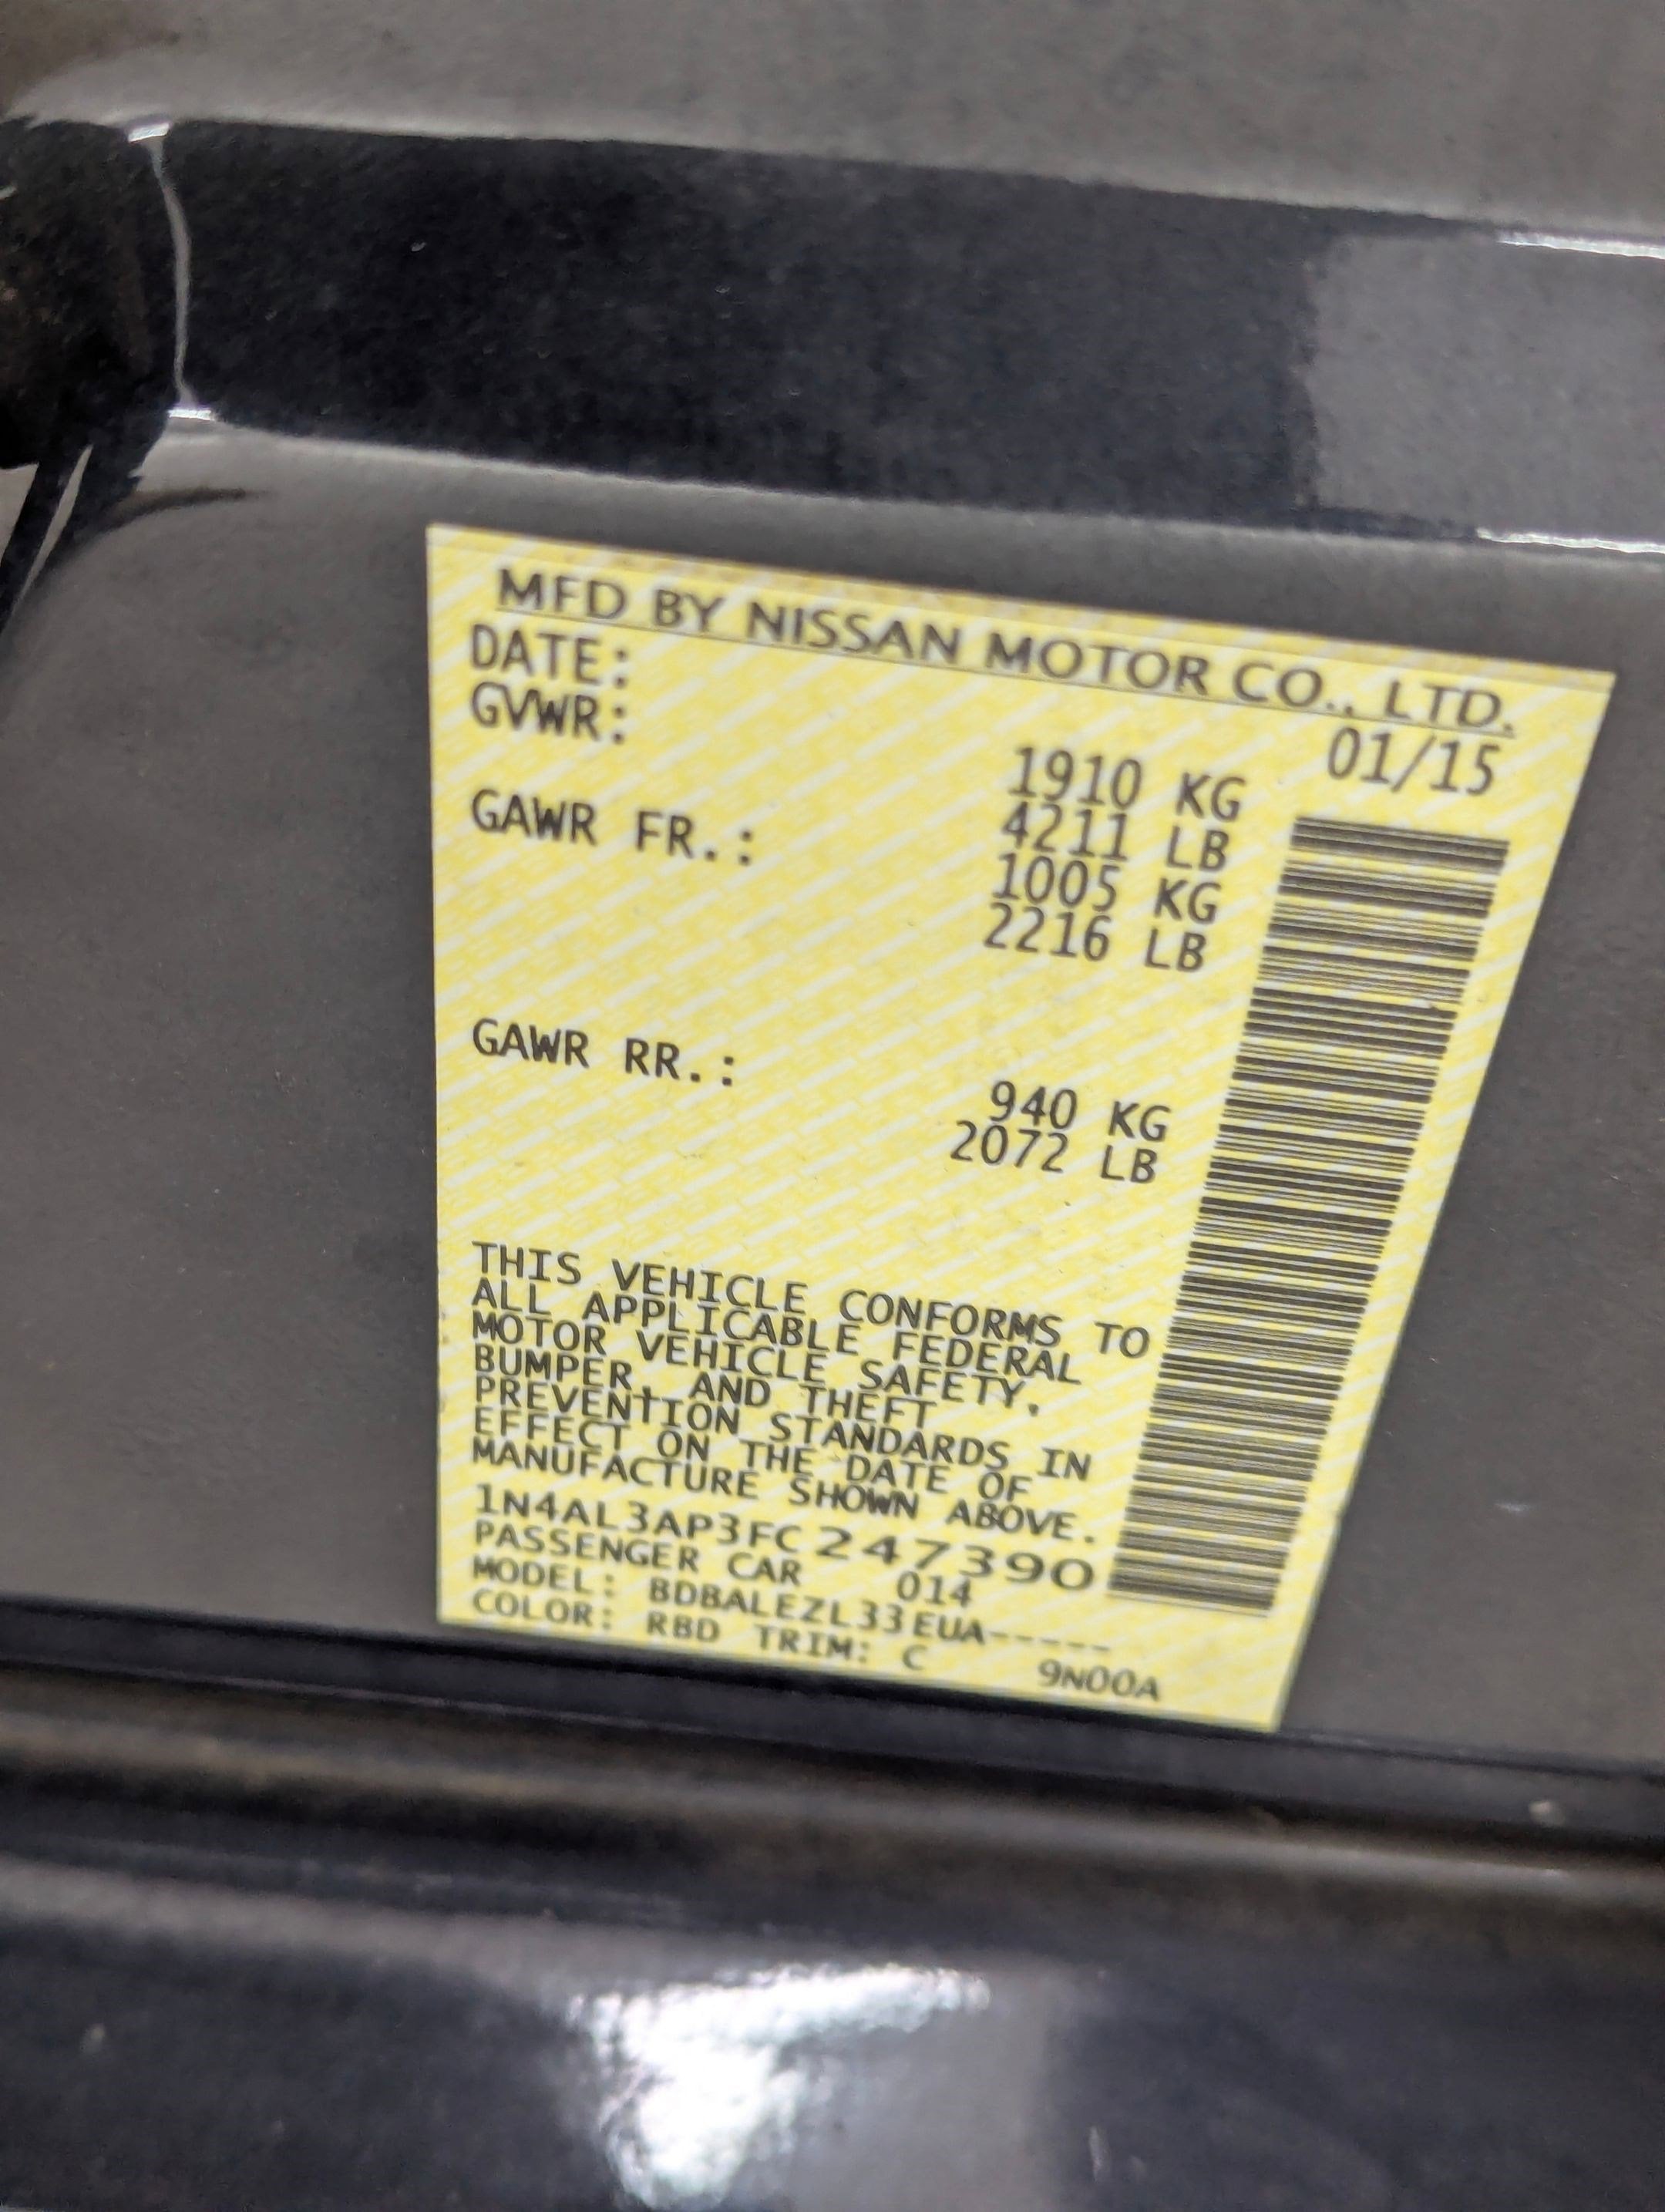 MFD BY NISSAN MOTOR CO., LTD.
DATE: 01/15
GVWR: 1910 KG
4211 LB
GAWR FR.: 1005 KG
2216 LB
GAWR RR.: 940 KG
2072 LB
THIS VEHICLE CONFORMS TO
ALL APPLICABLE FEDERAL
MOTOR VEHICLE SAFETY,
BUMPER, AND THEFT
PREVENTION STANDARDS IN
EFFECT ON THE DATE OF
MANUFACTURE SHOWN ABOVE.
1N4AL3AP3FC247390
PASSENGER CAR 014
MODEL: BDBALEZL33EUA-----
COLOR: RBD TRIM: C 9N00A